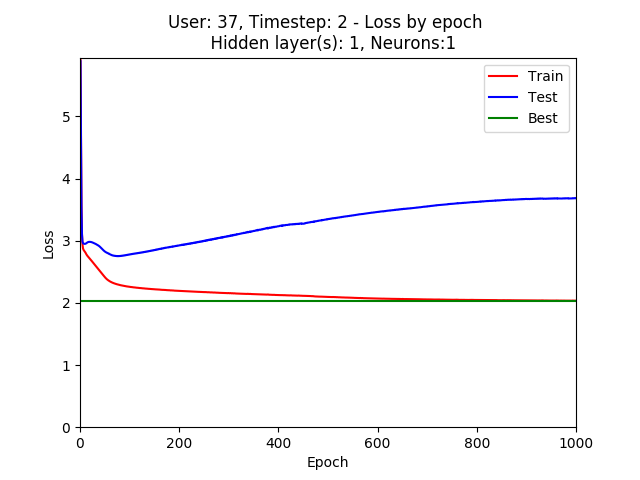 User: 37, Timestep: 2 - Loss by epoch
Hidden layer(s): 1, Neurons:1
Train
Test
Best
5
4
3
2
1
0
Loss
0 200 400 600 800 1000
Epoch